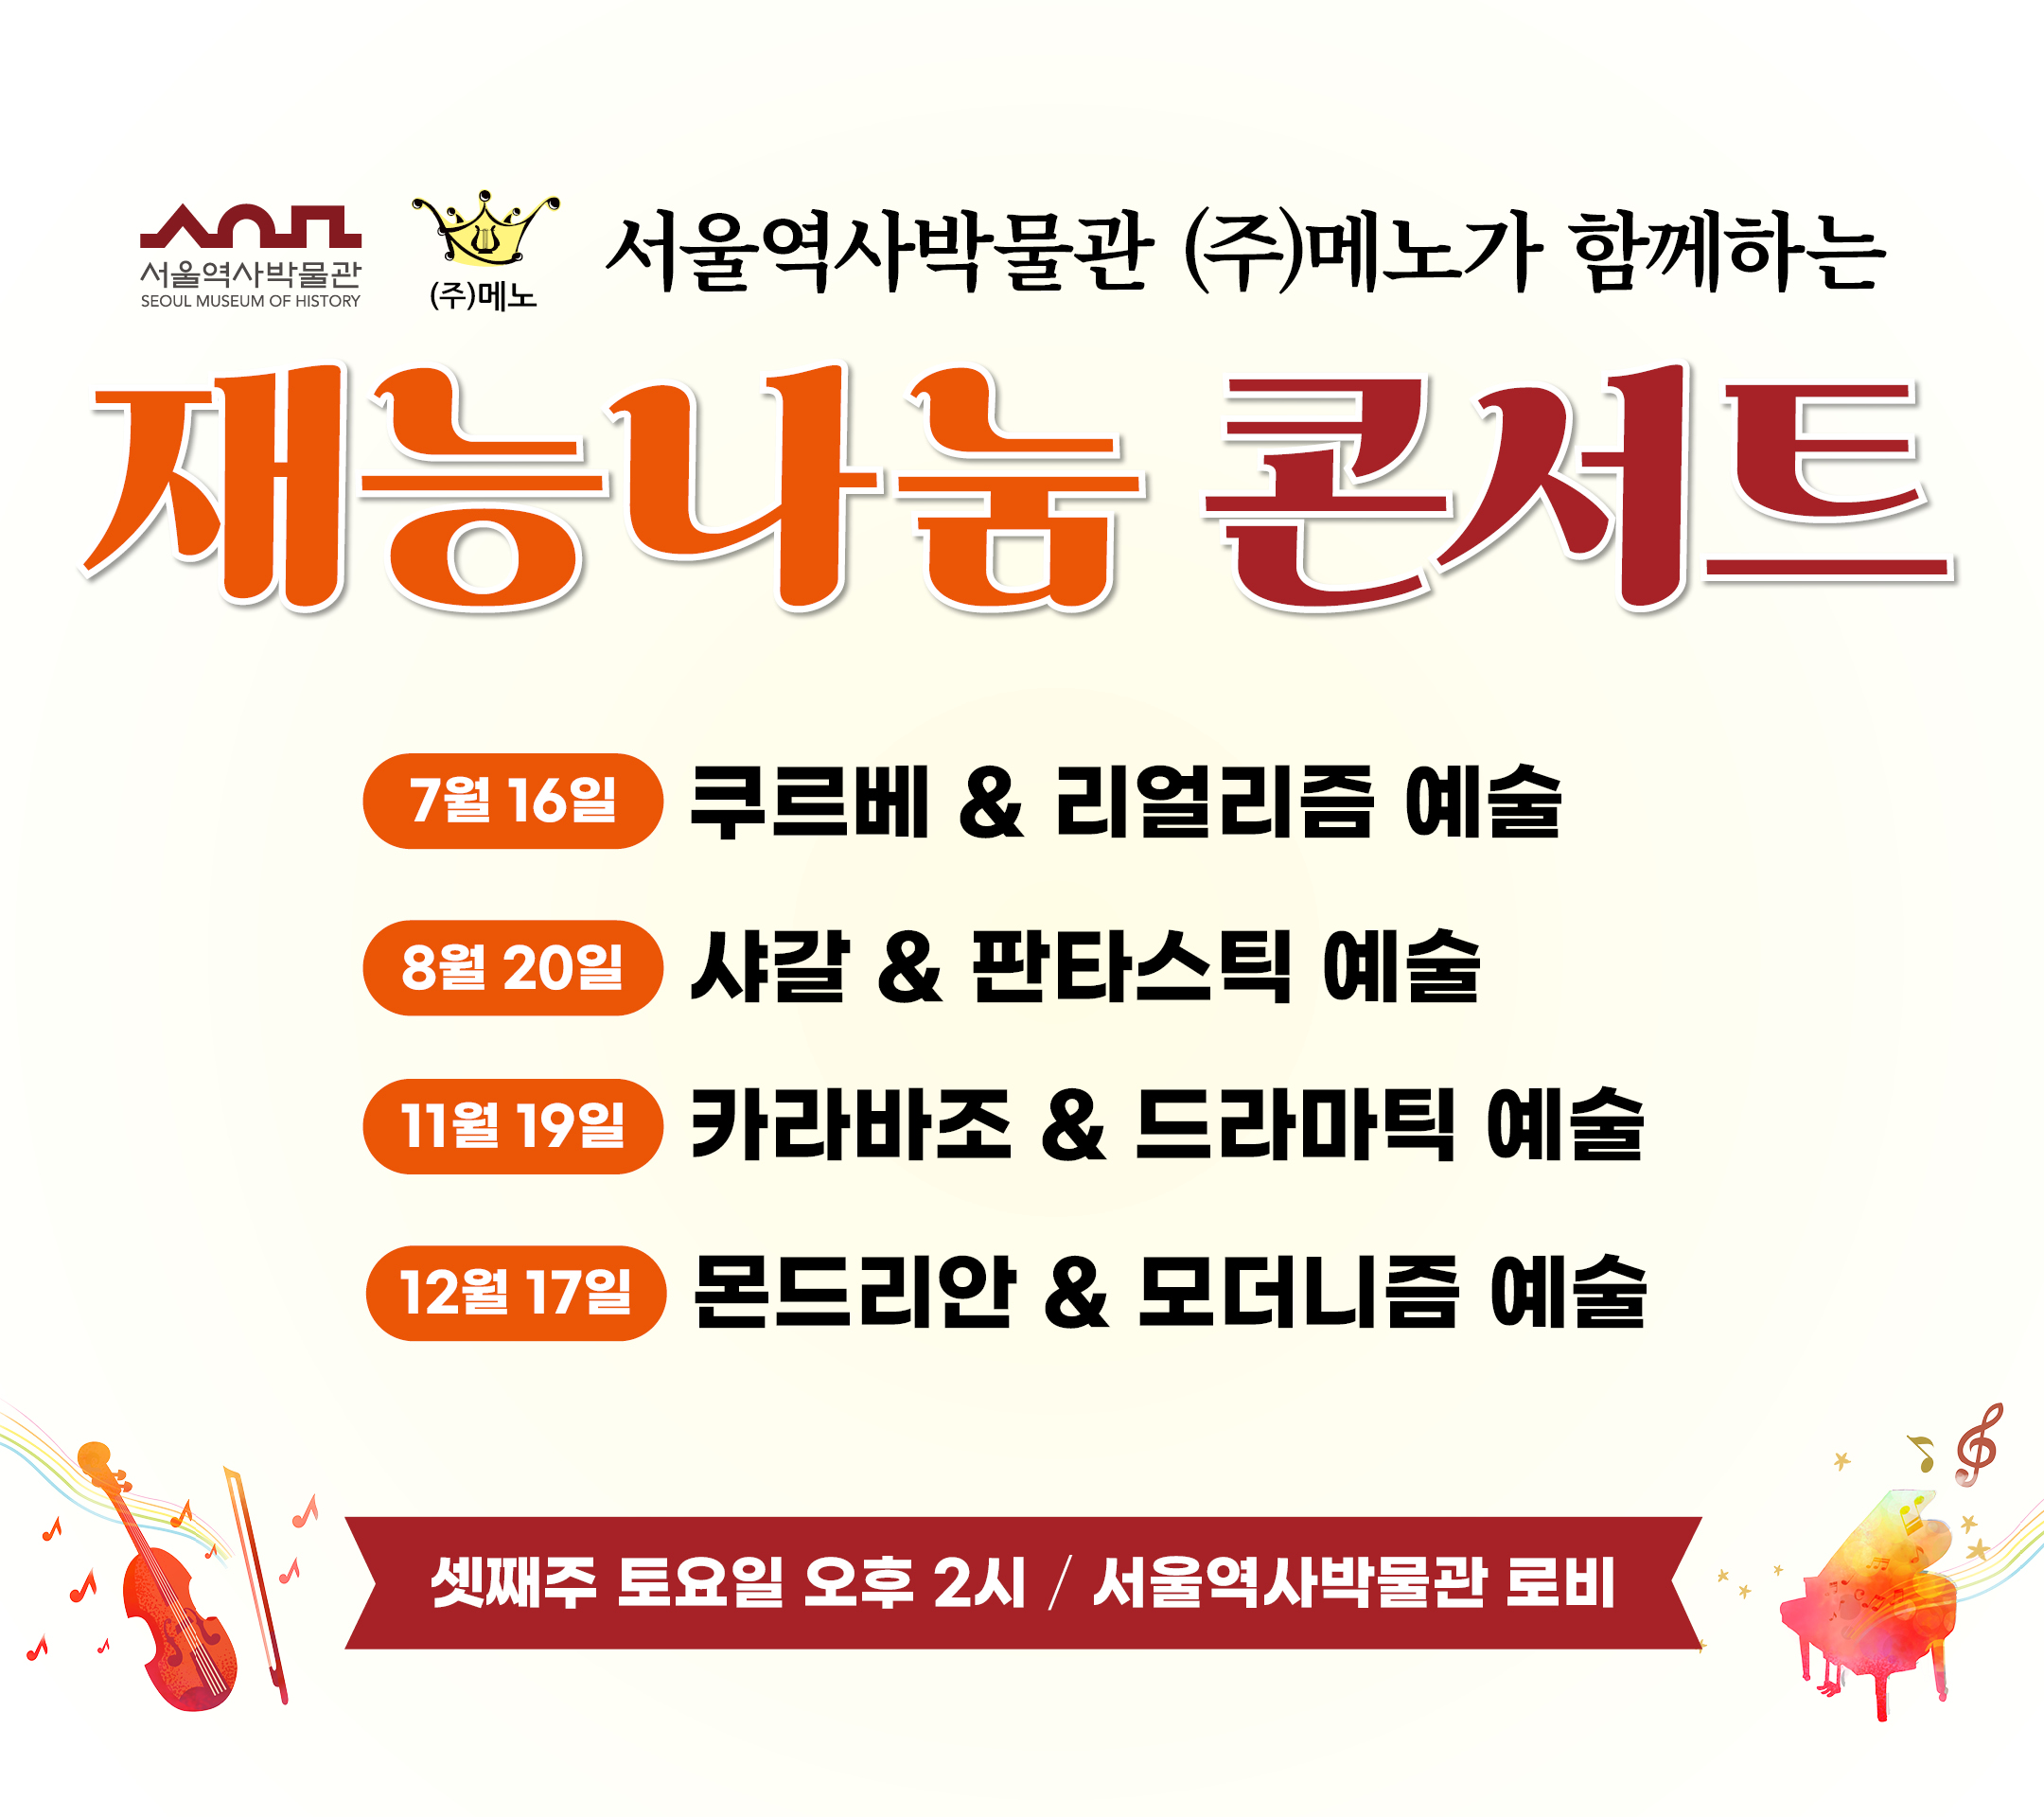 서울역사박물관
SEOUL MUSEUM OF HISTORY
(주)메노
서울역사박물관 (주)메노가 함께하는
재능나눔 콘서트
7월 16일 쿠르베 & 리얼리즘 예술
8월 20일 샤갈 & 판타스틱 예술
11월 19일 카라바조 & 드라마틱 예술
12월 17일 몬드리안 & 모더니즘 예술
셋째주 토요일 오후 2시 / 서울역사박물관 로비